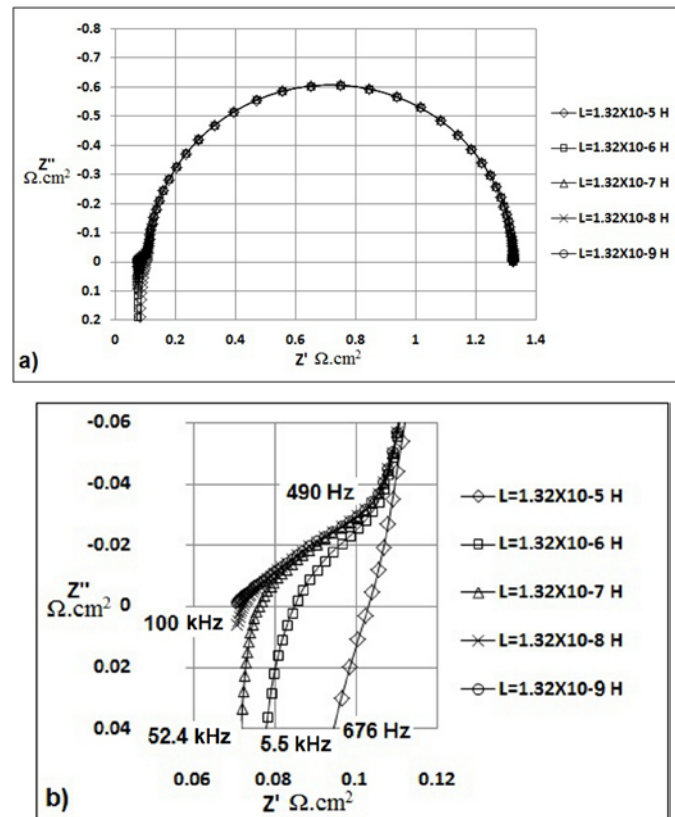 -0.8
-0.7
-0.6
-0.5
-0.4
-0.3
-0.2
-0.1
0
0.1
0.2
Z''
Ω.cm²
0 0.2 0.4 0.6 0.8 1 1.2 1.4
Z' Ω.cm²
L=1.32X10-5 H
L=1.32X10-6 H
L=1.32X10-7 H
L=1.32X10-8 H
L=1.32X10-9 H
a)
-0.06
-0.04
-0.02
0
0.02
0.04
Z''
Ω.cm²
490 Hz
100 kHz
52.4 kHz
5.5 kHz
676 Hz
0.06 0.08 0.1 0.12
Z' Ω.cm²
L=1.32X10-5 H
L=1.32X10-6 H
L=1.32X10-7 H
L=1.32X10-8 H
L=1.32X10-9 H
b)